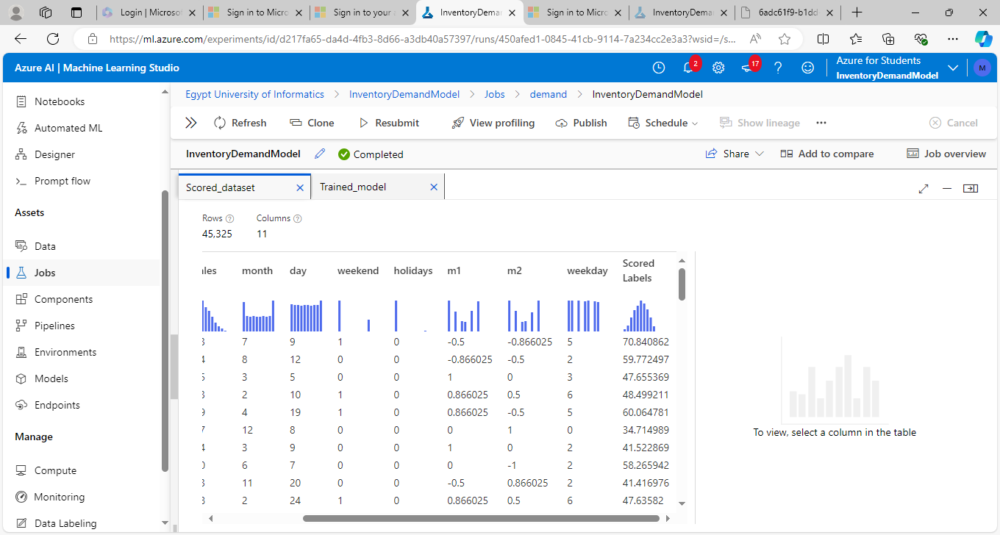 Login | Microso
Sign in to Micro
Sign in to your a
InventoryDeman
Sign in to Micro
InventoryDeman
6adc61f9-b1dd
https://ml.azure.com/experiments/id/d217fa65-da4d-4fb3-8d66-a3db40a57397/runs/450afed1-0845-41cb-9114-7a234cc2e3a3?wsid=/s...
Azure AI | Machine Learning Studio
2
17
Azure for Students
InventoryDemandModel
M
Notebooks
Automated ML
Designer
Prompt flow
Assets
Data
Jobs
Components
Pipelines
Environments
Models
Endpoints
Manage
Compute
Monitoring
Data Labeling
Egypt University of Informatics > InventoryDemandModel > Jobs > demand > InventoryDemandModel
Refresh Clone Resubmit View profiling Publish Schedule Show lineage ... Cancel
InventoryDemandModel Completed Share Add to compare Job overview
Scored_dataset Trained_model
Rows Columns
45,325 11
les month day weekend holidays m1 m2 weekday Scored
Labels
3 7 9 1 0 -0.5 -0.866025 5 70.840862
4 8 12 0 0 -0.866025 -0.5 2 59.772497
5 3 5 0 0 1 0 3 47.655369
3 2 10 1 0 0.866025 0.5 6 48.499211
9 4 19 1 0 0.866025 -0.5 5 60.064781
7 12 8 0 0 0 1 0 34.714989
4 3 9 0 0 1 0 2 41.522869
0 6 7 0 0 0 -1 2 58.265942
3 11 20 0 0 -0.5 0.866025 2 41.416976
3 2 24 1 0 0.866025 0.5 6 47.63582
To view, select a column in the table